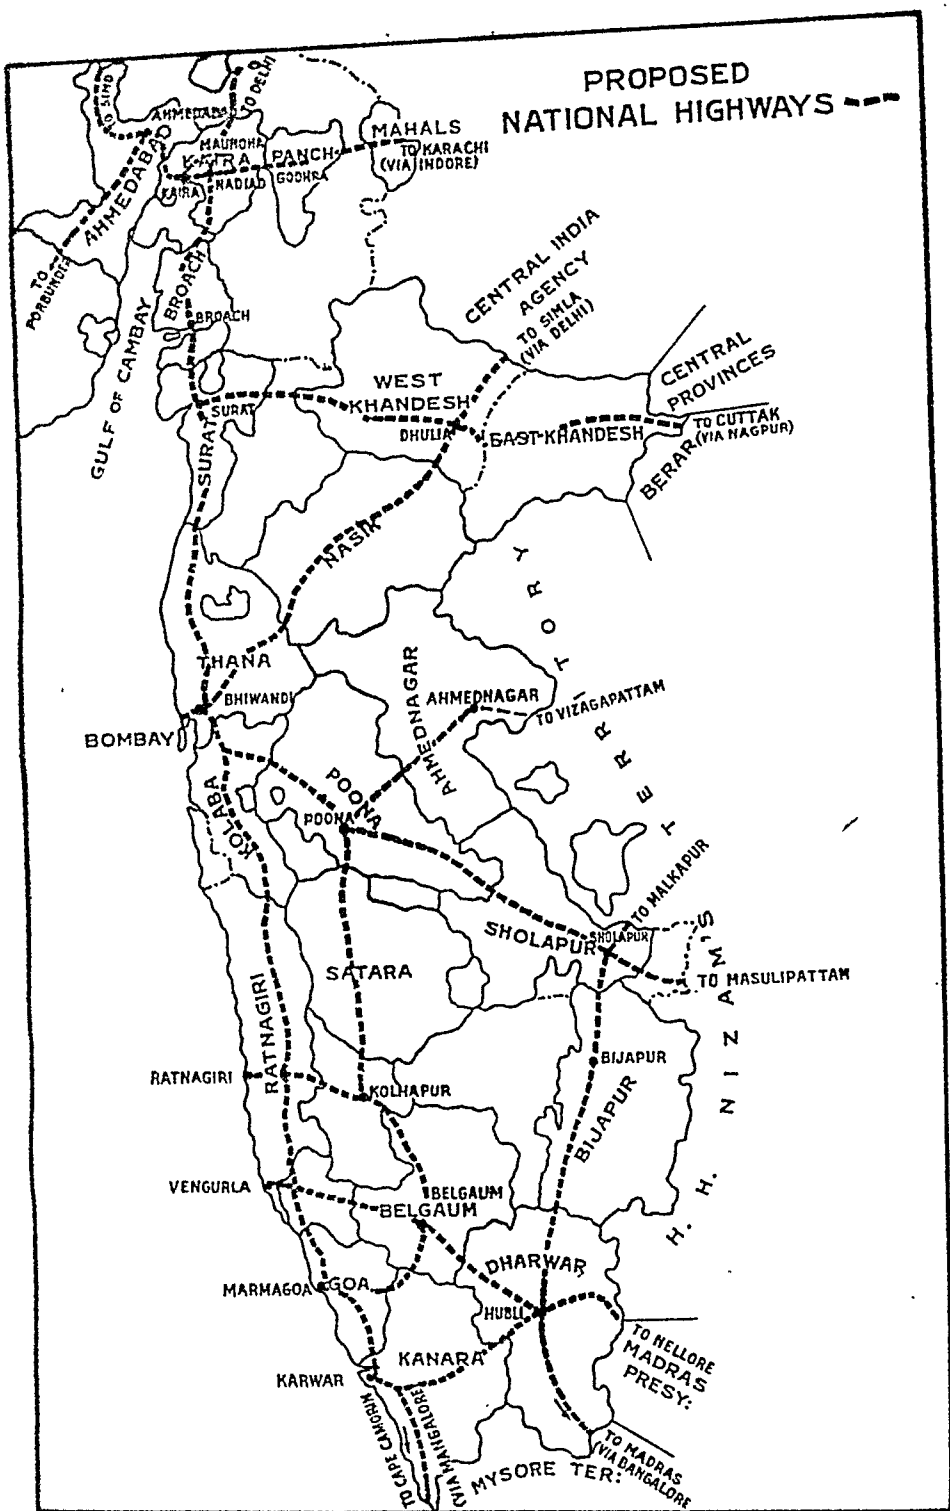 PROPOSED
NATIONAL HIGHWAYS
TO SIND
TO DELHI
AHMEDABAD
AHMEDABAD
MAHALS
TO KARACHI
(VIA INDORE)
KAIRA
PANCH
KAIRA
NADIAD
GODHRA
TO
PORBUNDER
BROACH
BROACH
GULF OF CAMBAY
CENTRAL INDIA
AGENCY
TO SIMLA
(VIA DELHI)
CENTRAL
PROVINCES
WEST
KHANDESH
SURAT
SURAT
DHULIA
EAST-KHANDESH
TO CUTTAK
(VIA NAGPUR)
BERAR
NASIK
THANA
BHIWANDI
BOMBAY
AHMEDNAGAR
AHMEDNAGAR
TO VIZAGAPATTAM
KOLABA
POONA
POONA
TO MALKAPUR
SHOLAPUR
SHOLAPUR
TO MASULIPATTAM
SATARA
RATNAGIRI
RATNAGIRI
KOLHAPUR
BIJAPUR
BIJAPUR
H. H. NIZAM'S
TERRITORY
VENGURLA
BELGAUM
BELGAUM
DHARWAR
MARMAGOA
GOA
HUBLI
TO NELLORE
MADRAS
PRESY:
KARWAR
KANARA
TO CAPE CAMORIN
(VIA MANGALORE)
MYSORE TER:
TO MADRAS
(VIA BANGALORE)